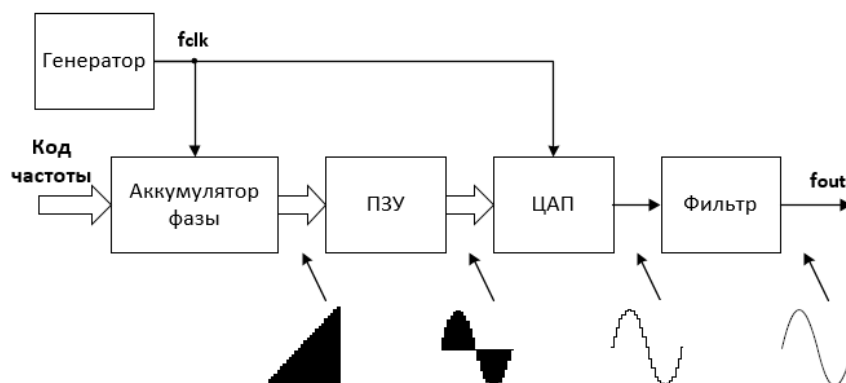 Генератор
fclk
Код
частоты
Аккумулятор
фазы
ПЗУ
ЦАП
Фильтр
fout